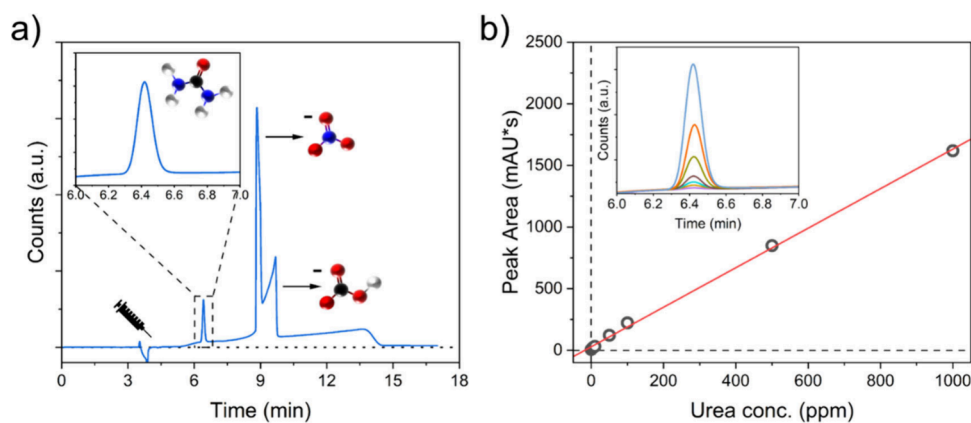 a)
Counts (a.u.)
6.0 6.2 6.4 6.6 6.8 7.0
-
-
0 3 6 9 12 15 18
Time (min)
b)
Peak Area (mAU*s)
2500
2000
1500
1000
500
0
Counts (a.u.)
6.0 6.2 6.4 6.6 6.8 7.0
Time (min)
0 200 400 600 800 1000
Urea conc. (ppm)